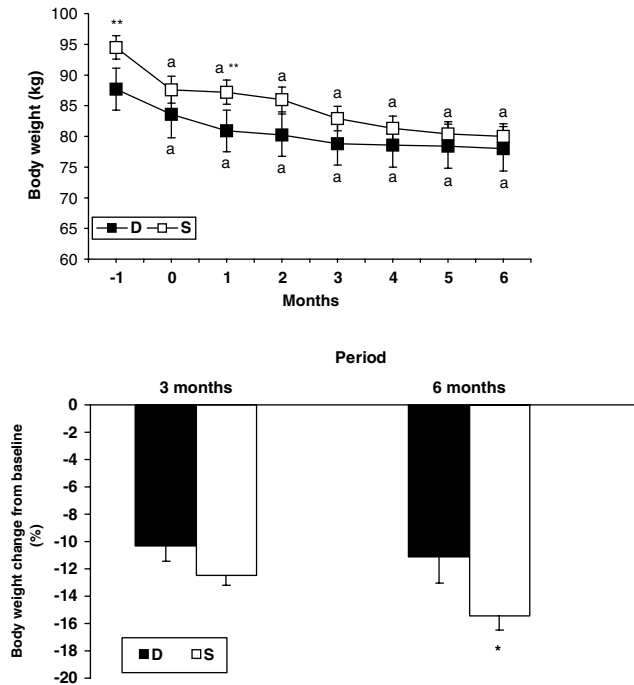 100
95
90
85
80
75
70
65
60
Body weight (kg)
** a a ** a a a a a
a a a a a a a
D S
-1 0 1 2 3 4 5 6
Months
Period
3 months 6 months
0
-2
-4
-6
-8
-10
-12
-14
-16
-18
-20
Body weight change from baseline
(%)
*
D S